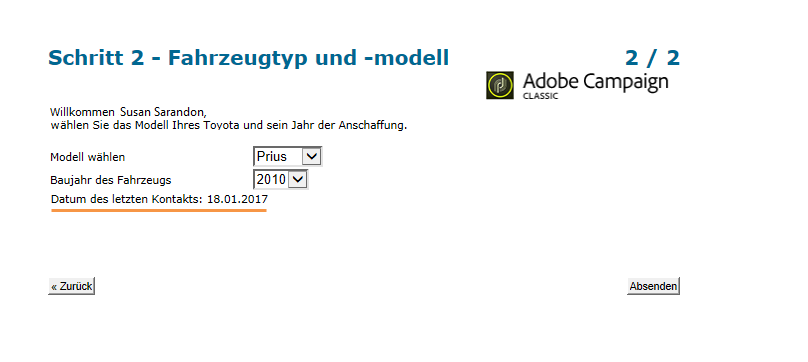 Schritt 2 - Fahrzeugtyp und -modell 2 / 2
Adobe Campaign
CLASSIC
Willkommen Susan Sarandon,
wählen Sie das Modell Ihres Toyota und sein Jahr der Anschaffung.
Modell wählen Prius
Baujahr des Fahrzeugs 2010
Datum des letzten Kontakts: 18.01.2017
« Zurück Absenden